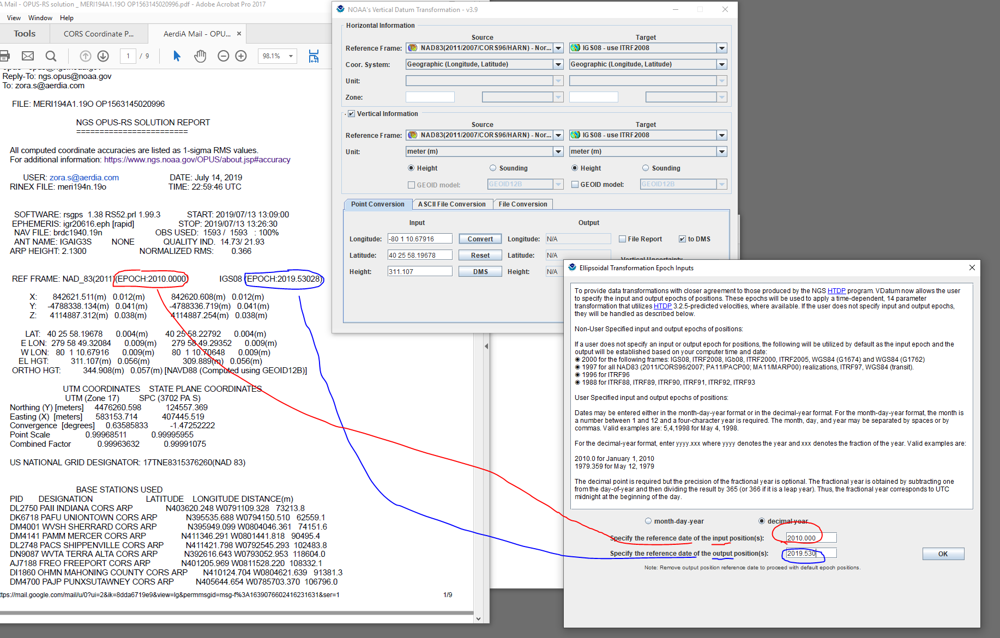 A Mail - OPUS-RS solution _ MERI194A1.19O OP1563145020996.pdf - Adobe Acrobat Pro 2017
View Window Help
Tools
CORS Coordinate P...
AerdiA Mail - OPU... ×
1 / 9
98.1%
Reply-To: ngs.opus@noaa.gov
To: zora.s@aerdia.com
FILE: MERI194A1.19O OP1563145020996
NGS OPUS-RS SOLUTION REPORT
========================
All computed coordinate accuracies are listed as 1-sigma RMS values.
For additional information: https://www.ngs.noaa.gov/OPUS/about.jsp#accuracy
USER: zora.s@aerdia.com DATE: July 14, 2019
RINEX FILE: meri194n.19o TIME: 22:59:46 UTC
SOFTWARE: rsgps 1.38 RS52.prl 1.99.3 START: 2019/07/13 13:09:00
EPHEMERIS: igr20616.eph [rapid] STOP: 2019/07/13 13:26:30
NAV FILE: brdc1940.19n OBS USED: 1593 / 1593 : 100%
ANT NAME: IGAIG3S NONE QUALITY IND. 14.73/ 21.93
ARP HEIGHT: 2.1300 NORMALIZED RMS: 0.366
REF FRAME: NAD_83(2011)(EPOCH:2010.0000) IGS08 (EPOCH:2019.53028)
X: 842621.511(m) 0.012(m) 842620.608(m) 0.012(m)
Y: -4788338.134(m) 0.041(m) -4788336.719(m) 0.041(m)
Z: 4114887.312(m) 0.038(m) 4114887.254(m) 0.038(m)
LAT: 40 25 58.19678 0.004(m) 40 25 58.22792 0.004(m)
E LON: 279 58 49.32084 0.009(m) 279 58 49.29352 0.009(m)
W LON: 80 1 10.67916 0.009(m) 80 1 10.70648 0.009(m)
EL HGT: 311.107(m) 0.056(m) 309.889(m) 0.056(m)
ORTHO HGT: 344.908(m) 0.057(m) [NAVD88 (Computed using GEOID12B)]
UTM COORDINATES STATE PLANE COORDINATES
UTM (Zone 17) SPC (3702 PA S)
Northing (Y) [meters] 4476260.598 124557.369
Easting (X) [meters] 583153.714 407445.519
Convergence [degrees] 0.63585833 -1.47252222
Point Scale 0.99968511 0.99995955
Combined Factor 0.99963632 0.99991075
US NATIONAL GRID DESIGNATOR: 17TNE8315376260(NAD 83)
BASE STATIONS USED
PID DESIGNATION LATITUDE LONGITUDE DISTANCE(m)
DL2750 PAII INDIANA CORS ARP N403620.248 W0791109.328 73213.8
DK6718 PAFU UNIONTOWN CORS ARP N395535.688 W0794150.510 62559.1
DM4001 WVSH SHERRARD CORS ARP N395949.099 W0804046.361 74151.6
DM4141 PAMM MERCER CORS ARP N411346.291 W0801441.818 90495.4
DL2748 PACS SHIPPENVILLE CORS ARP N411421.798 W0792545.293 102483.8
DN9087 WVTA TERRA ALTA CORS ARP N392616.643 W0793052.953 118604.0
AJ7188 FREO FREEPORT CORS ARP N401205.969 W0811528.220 108332.1
DI1860 OHMN MAHONING COUNTY CORS ARP N410124.704 W0804621.639 91381.3
DM4700 PAJP PUNXSUTAWNEY CORS ARP N405644.654 W0785703.370 106796.0
ttps://mail.google.com/mail/u/0?ui=2&ik=8dda6719e9&view=lg&permmsgid=msg-f%3A1639076602416231631&ser=1 1/9
NOAA's Vertical Datum Transformation - v3.9
Horizontal Information
Source Target
Reference Frame: NAD83(2011/2007/CORS96/HARN) - Nor... IGS08 - use ITRF2008
Coor. System: Geographic (Longitude, Latitude) Geographic (Longitude, Latitude)
Unit:
Zone:
Vertical Information
Source Target
Reference Frame: NAD83(2011/2007/CORS96/HARN) - Nor... IGS08 - use ITRF2008
Unit: meter (m) meter (m)
Height Sounding Height Sounding
GEOID model: GEOID12B GEOID model: GEOID12B
Point Conversion ASCII File Conversion File Conversion
Input Output
Longitude: -80 1 10.67916 Convert Longitude: N/A File Report to DMS
Latitude: 40 25 58.19678 Reset Latitude: N/A Vertical Uncertainty
Height: 311.107 DMS Height: N/A
Ellipsoidal Transformation Epoch Inputs
To provide data transformations with closer agreement to those produced by the NGS HTDP program. VDatum now allows the user
to specify the input and output epochs of positions. These epochs will be used to apply a time-dependent, 14 parameter
transformation that utilizes HTDP 3.2.5-predicted velocities, where available. If the user does not specify input and output epochs,
they will be handled as described below.
Non-User Specified input and output epochs of positions:
If a user does not specify an input or output epoch for positions, the following will be utilized by default as the input epoch and the
output will be established based on your computer time and date:
2000 for the following frames: IGS08, ITRF2008, IGb08, ITRF2000, ITRF2005, WGS84 (G1674) and WGS84 (G1762)
1997 for all NAD83 (2011/CORS96/2007; PA11/PACP00; MA11/MARP00) realizations, ITRF97, WGS84 (transit).
1996 for ITRF96
1988 for ITRF88, ITRF89, ITRF90, ITRF91, ITRF92, ITRF93
User Specified input and output epochs of positions:
Dates may be entered either in the month-day-year format or in the decimal-year format. For the month-day-year format, the month is
a number between 1 and 12 and a four-character year is required. The month, day, and year may be separated by spaces or by
commas. Valid examples are: 5,4,1998 for May 4, 1998.
For the decimal-year format, enter yyyy.xxx where yyyy denotes the year and xxx denotes the fraction of the year. Valid examples are:
2010.0 for January 1, 2010
1979.359 for May 12, 1979
The decimal point is required but the precision of the fractional year is optional. The fractional year is obtained by subtracting one
from the day-of-year and then dividing the result by 365 (or 366 if it is a leap year). Thus, the fractional year corresponds to UTC
midnight at the beginning of the day.
month-day-year decimal year
Specify the reference date of the input position(s): 2010.000
Specify the reference date of the output position(s): 2019.530
OK
Note: Remove output position reference date to proceed with default epoch positions.